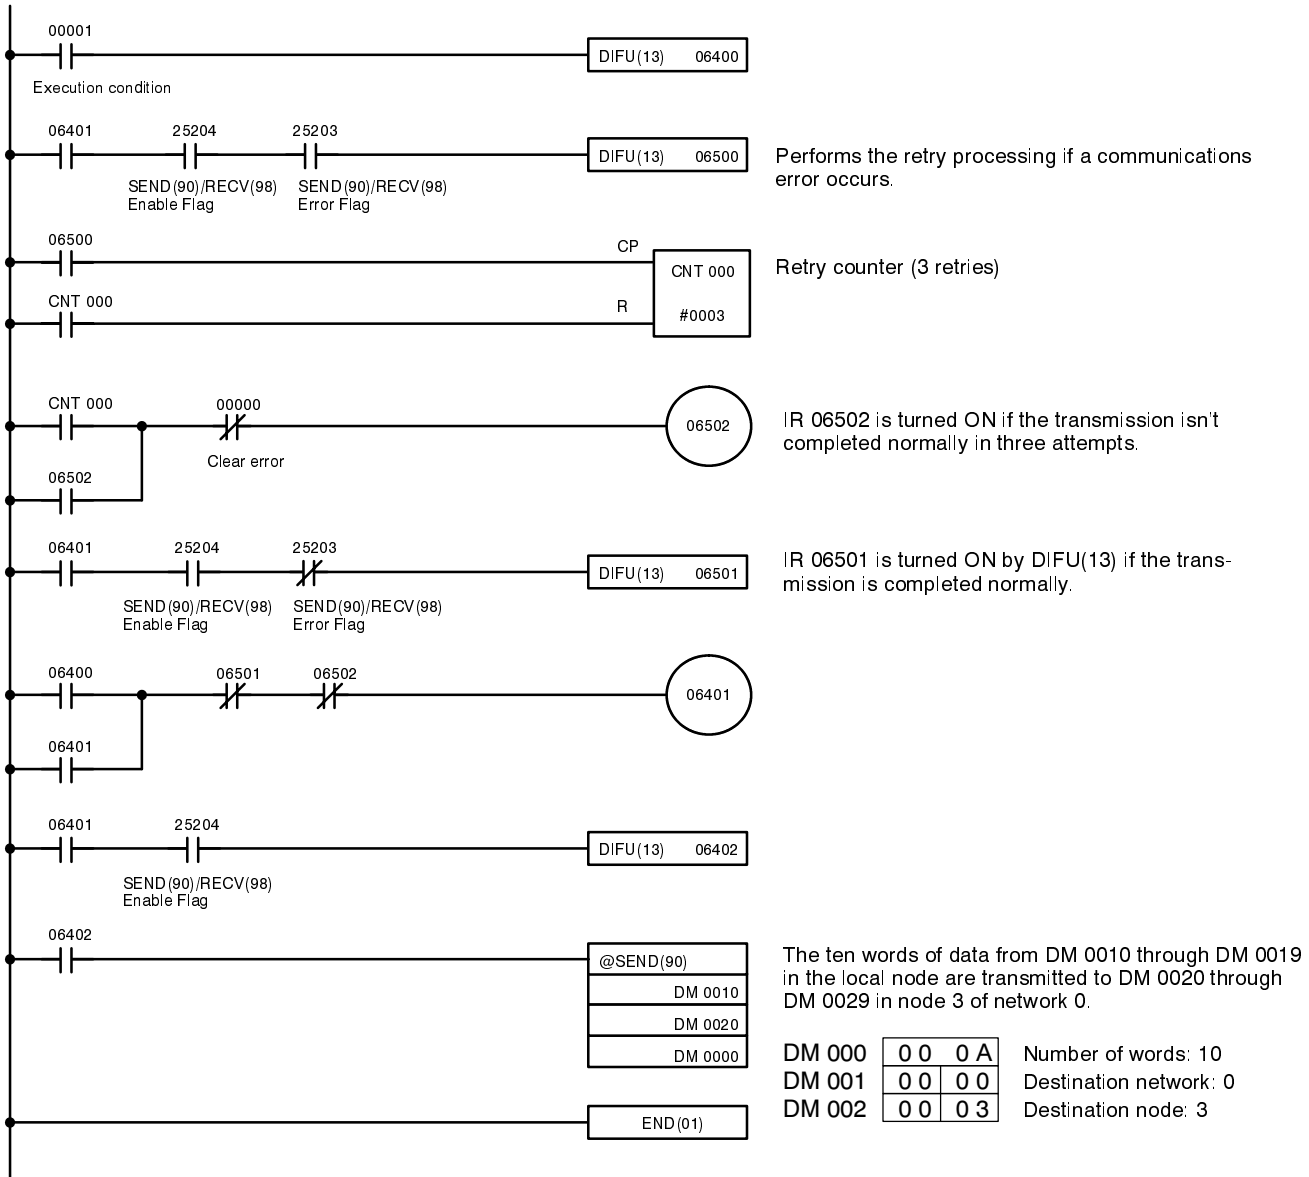 00001
DIFU(13) 06400
Execution condition
06401 25204 25203
DIFU(13) 06500
SEND(90)/RECV(98) SEND(90)/RECV(98)
Enable Flag Error Flag
Performs the retry processing if a communications
error occurs.
06500
CP
CNT 000
#0003
Retry counter (3 retries)
CNT 000
R
CNT 000 00000
06502
Clear error
IR 06502 is turned ON if the transmission isn't
completed normally in three attempts.
06502
06401 25204 25203
DIFU(13) 06501
SEND(90)/RECV(98) SEND(90)/RECV(98)
Enable Flag Error Flag
IR 06501 is turned ON by DIFU(13) if the trans-
mission is completed normally.
06400 06501 06502
06401
06401
06401 25204
DIFU(13) 06402
SEND(90)/RECV(98)
Enable Flag
06402
@SEND(90)
DM 0010
DM 0020
DM 0000
The ten words of data from DM 0010 through DM 0019
in the local node are transmitted to DM 0020 through
DM 0029 in node 3 of network 0.
DM 000 0 0 0 A Number of words: 10
DM 001 0 0 0 0 Destination network: 0
DM 002 0 0 0 3 Destination node: 3
END(01)